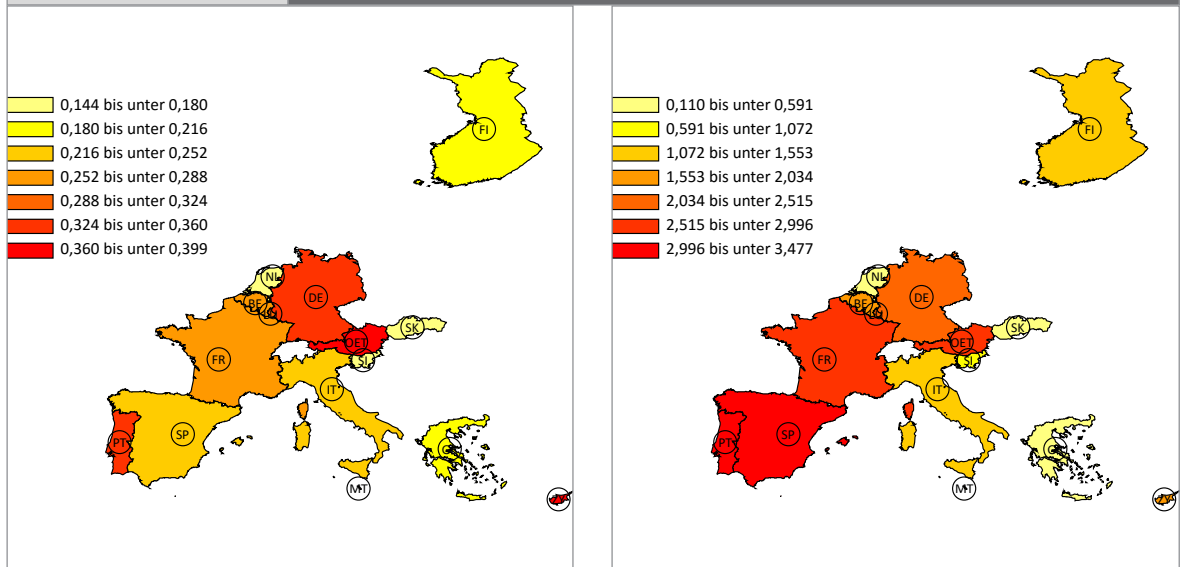 0,144 bis unter 0,180
0,180 bis unter 0,216
0,216 bis unter 0,252
0,252 bis unter 0,288
0,288 bis unter 0,324
0,324 bis unter 0,360
0,360 bis unter 0,399
FI
NL
BE
DE
SK
OET
SI
FR
IT
PT
SP
MT
0,110 bis unter 0,591
0,591 bis unter 1,072
1,072 bis unter 1,553
1,553 bis unter 2,034
2,034 bis unter 2,515
2,515 bis unter 2,996
2,996 bis unter 3,477
FI
NL
BE
DE
SK
OET
SI
FR
IT
PT
SP
MT